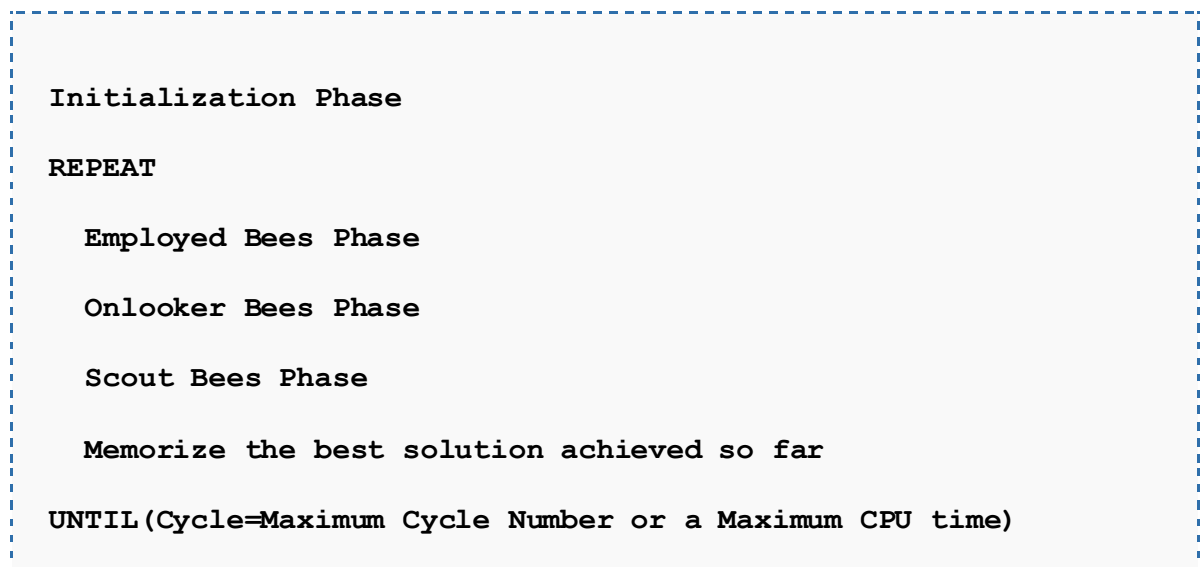 Initialization Phase
REPEAT
Employed Bees Phase
Onlooker Bees Phase
Scout Bees Phase
Memorize the best solution achieved so far
UNTIL(Cycle=Maximum Cycle Number or a Maximum CPU time)